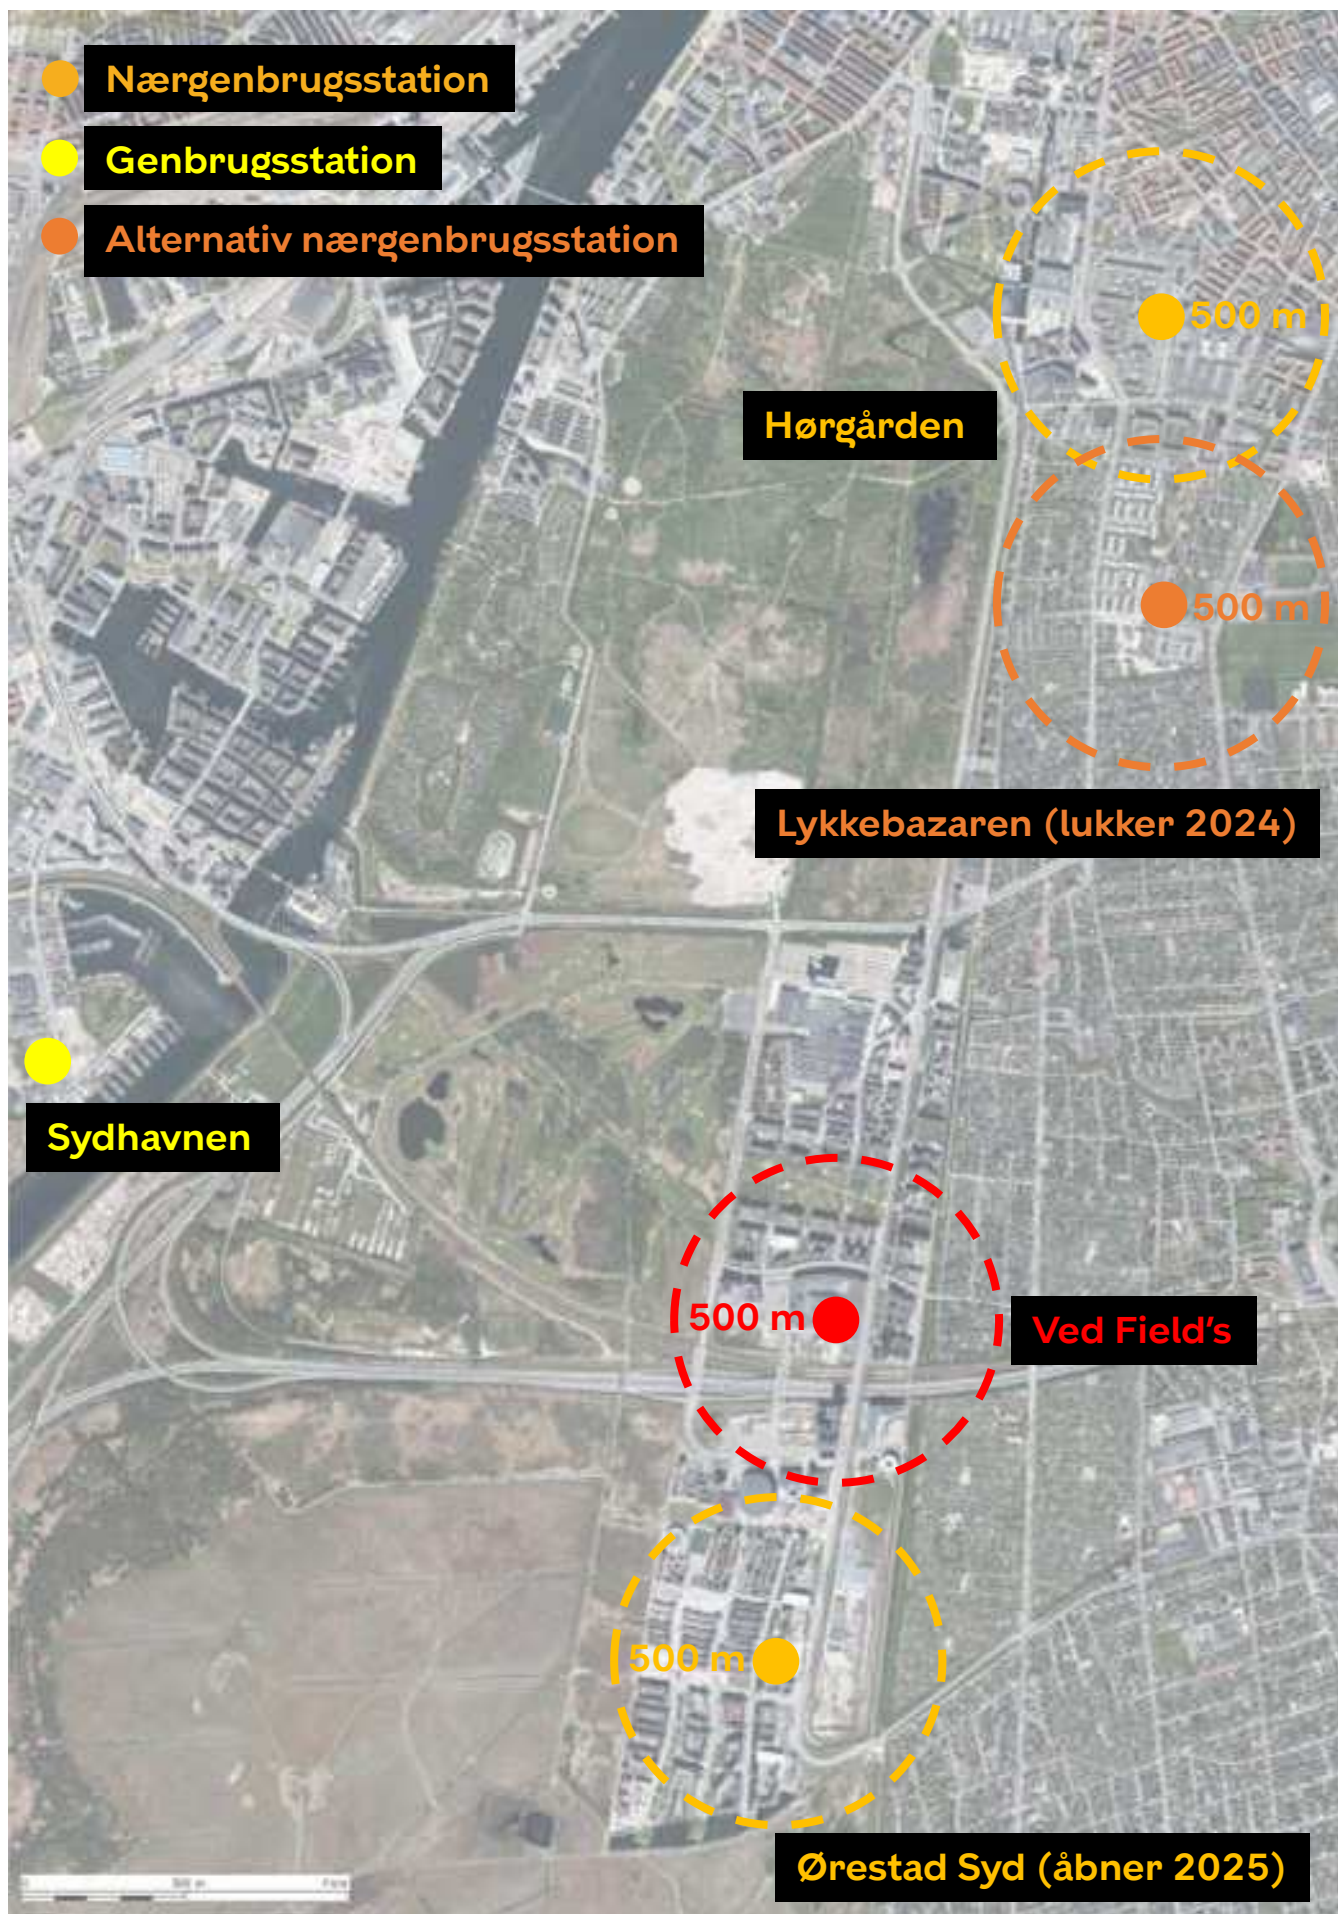 Nærgenbrugsstation
Genbrugsstation
Alternativ nærgenbrugsstation
500 m
Hørgården
500 m
Lykkebazaren (lukker 2024)
Sydhavnen
500 m
Ved Field's
500 m
Ørestad Syd (åbner 2025)